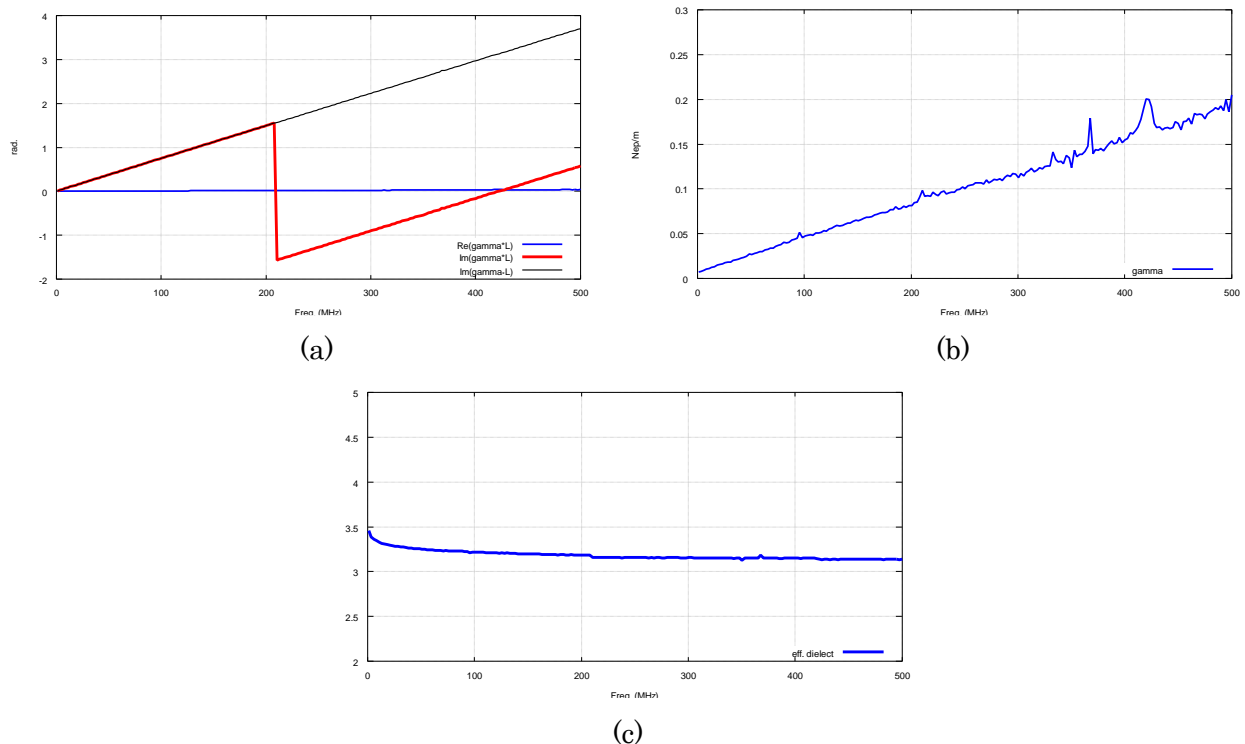 4
3
2
1
0
-1
-2
rad.
Re(gamma*L)
Im(gamma*L)
Im(gamma-L)
0 100 200 300 400 500
Freq. (MHz)
(a)
0.3
0.25
0.2
0.15
0.1
0.05
0
Nep/m
gamma
0 100 200 300 400 500
Freq. (MHz)
(b)
5
4.5
4
3.5
3
2.5
2
eff. dielect
0 100 200 300 400 500
Freq. (MHz)
(c)